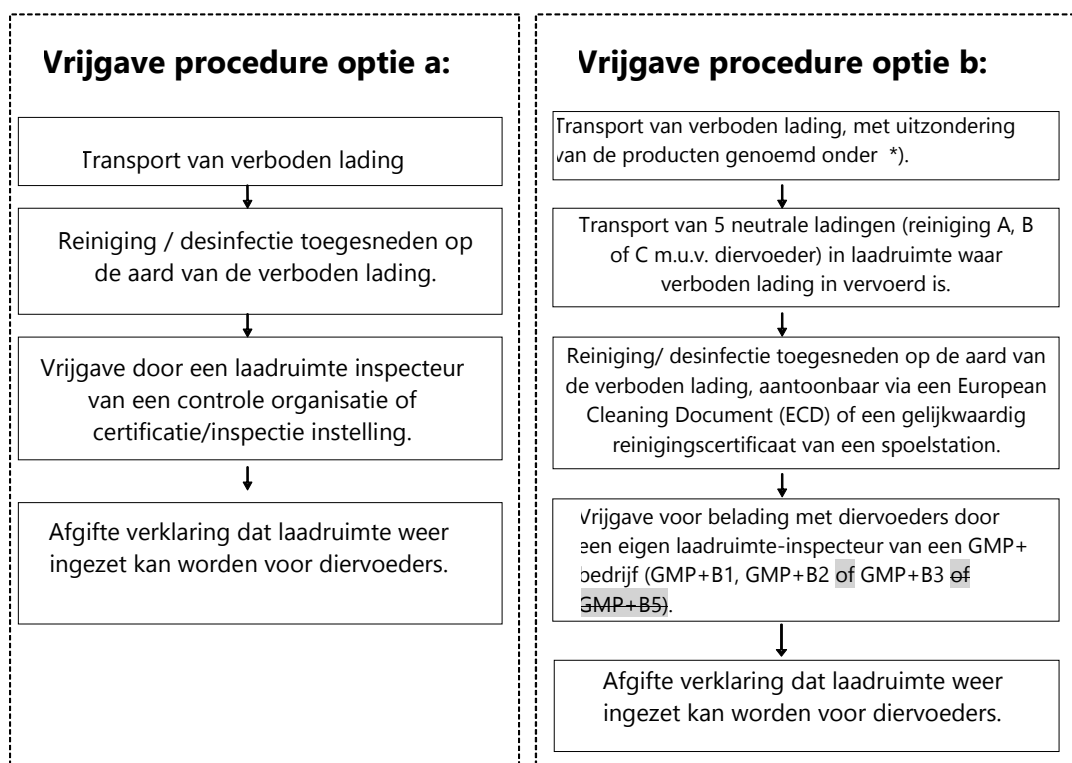 Vrijgave procedure optie a:
Transport van verboden lading
Reiniging / desinfectie toegesneden op
de aard van de verboden lading.
Vrijgave door een laadruimte inspecteur
van een controle organisatie of
certificatie/inspectie instelling.
Afgifte verklaring dat laadruimte weer
ingezet kan worden voor diervoeders.
Vrijgave procedure optie b:
Transport van verboden lading, met uitzondering
van de producten genoemd onder *).
Transport van 5 neutrale ladingen (reiniging A, B
of C m.u.v. diervoeder) in laadruimte waar
verboden lading in vervoerd is.
Reiniging/ desinfectie toegesneden op de aard van
de verboden lading, aantoonbaar via een European
Cleaning Document (ECD) of een gelijkwaardig
reinigingscertificaat van een spoelstation.
Vrijgave voor belading met diervoeders door
een eigen laadruimte-inspecteur van een GMP+
bedrijf (GMP+B1, GMP+B2 of GMP+B3 of
GMP+B5).
Afgifte verklaring dat laadruimte weer
ingezet kan worden voor diervoeders.